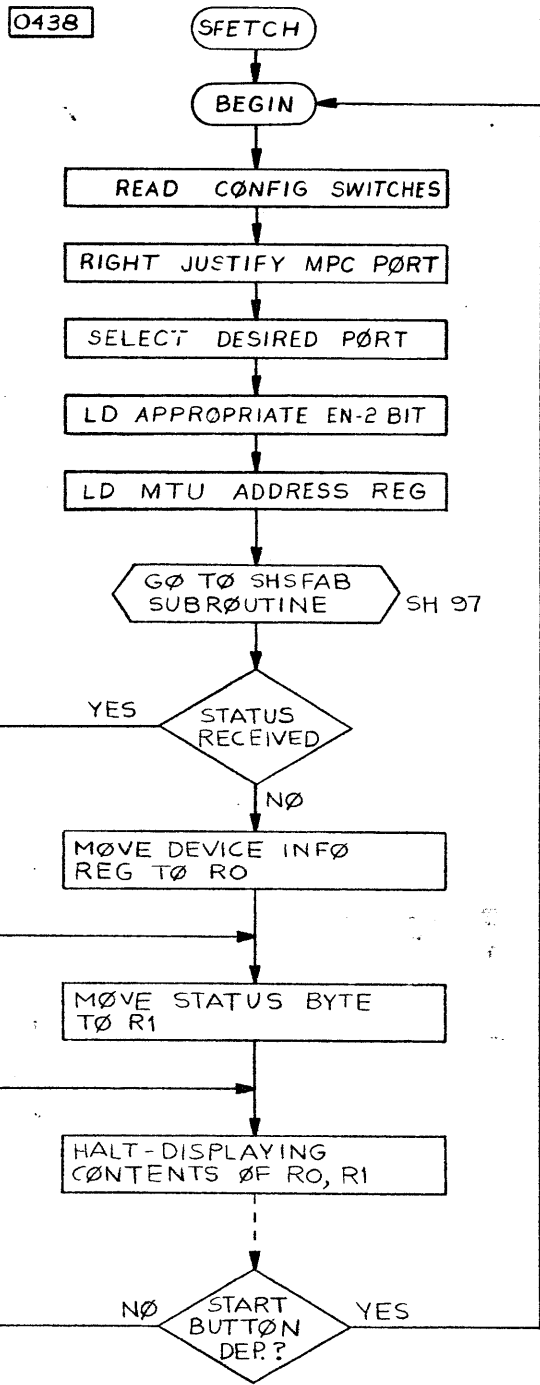 0438
SFETCH
BEGIN
READ CØNFIG SWITCHES
RIGHT JUSTIFY MPC PØRT
SELECT DESIRED PØRT
LD APPRØPRIATE EN-2 BIT
LD MTU ADDRESS REG
GØ TØ SHSFAB
SUBRØUTINE
SH 97
YES
STATUS
RECEIVED
NØ
MØVE DEVICE INFØ
REG TØ R0
MØVE STATUS BYTE
TØ R1
HALT-DISPLAYING
CØNTENTS ØF R0, R1
NØ
START
BUTTØN
DEP.?
YES